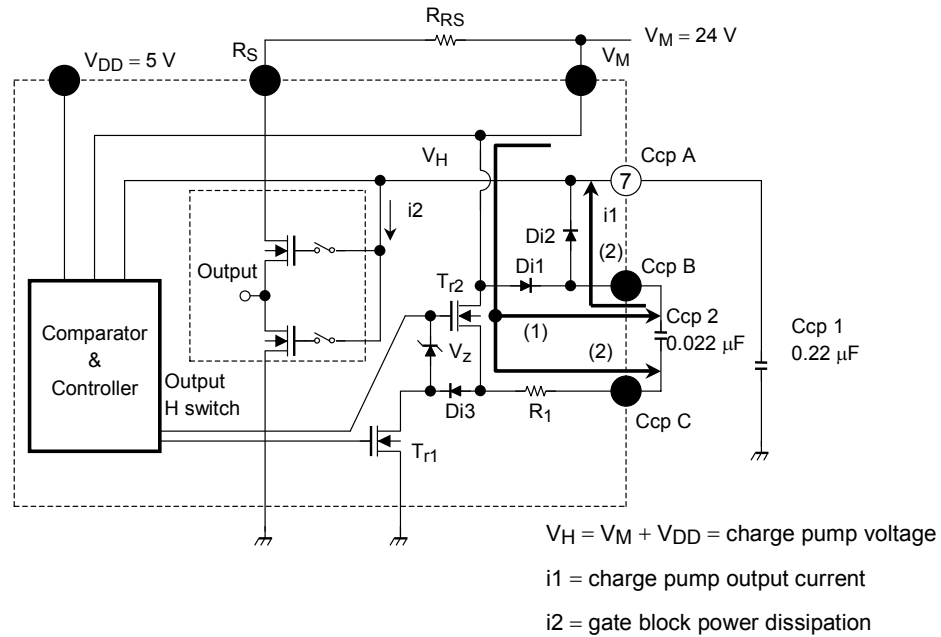 R_RS
V_M = 24 V
R_S
V_DD = 5 V
V_M
V_H
Ccp A
7
i2
i1
Di2
(2)
Output
T_r2
Di1
Ccp B
Ccp 2
0.022 μF
(1)
Ccp 1
0.22 μF
Comparator
&
Controller
V_Z
(2)
Output
H switch
Di3
R_1
Ccp C
T_r1
V_H = V_M + V_DD = charge pump voltage
i1 = charge pump output current
i2 = gate block power dissipation